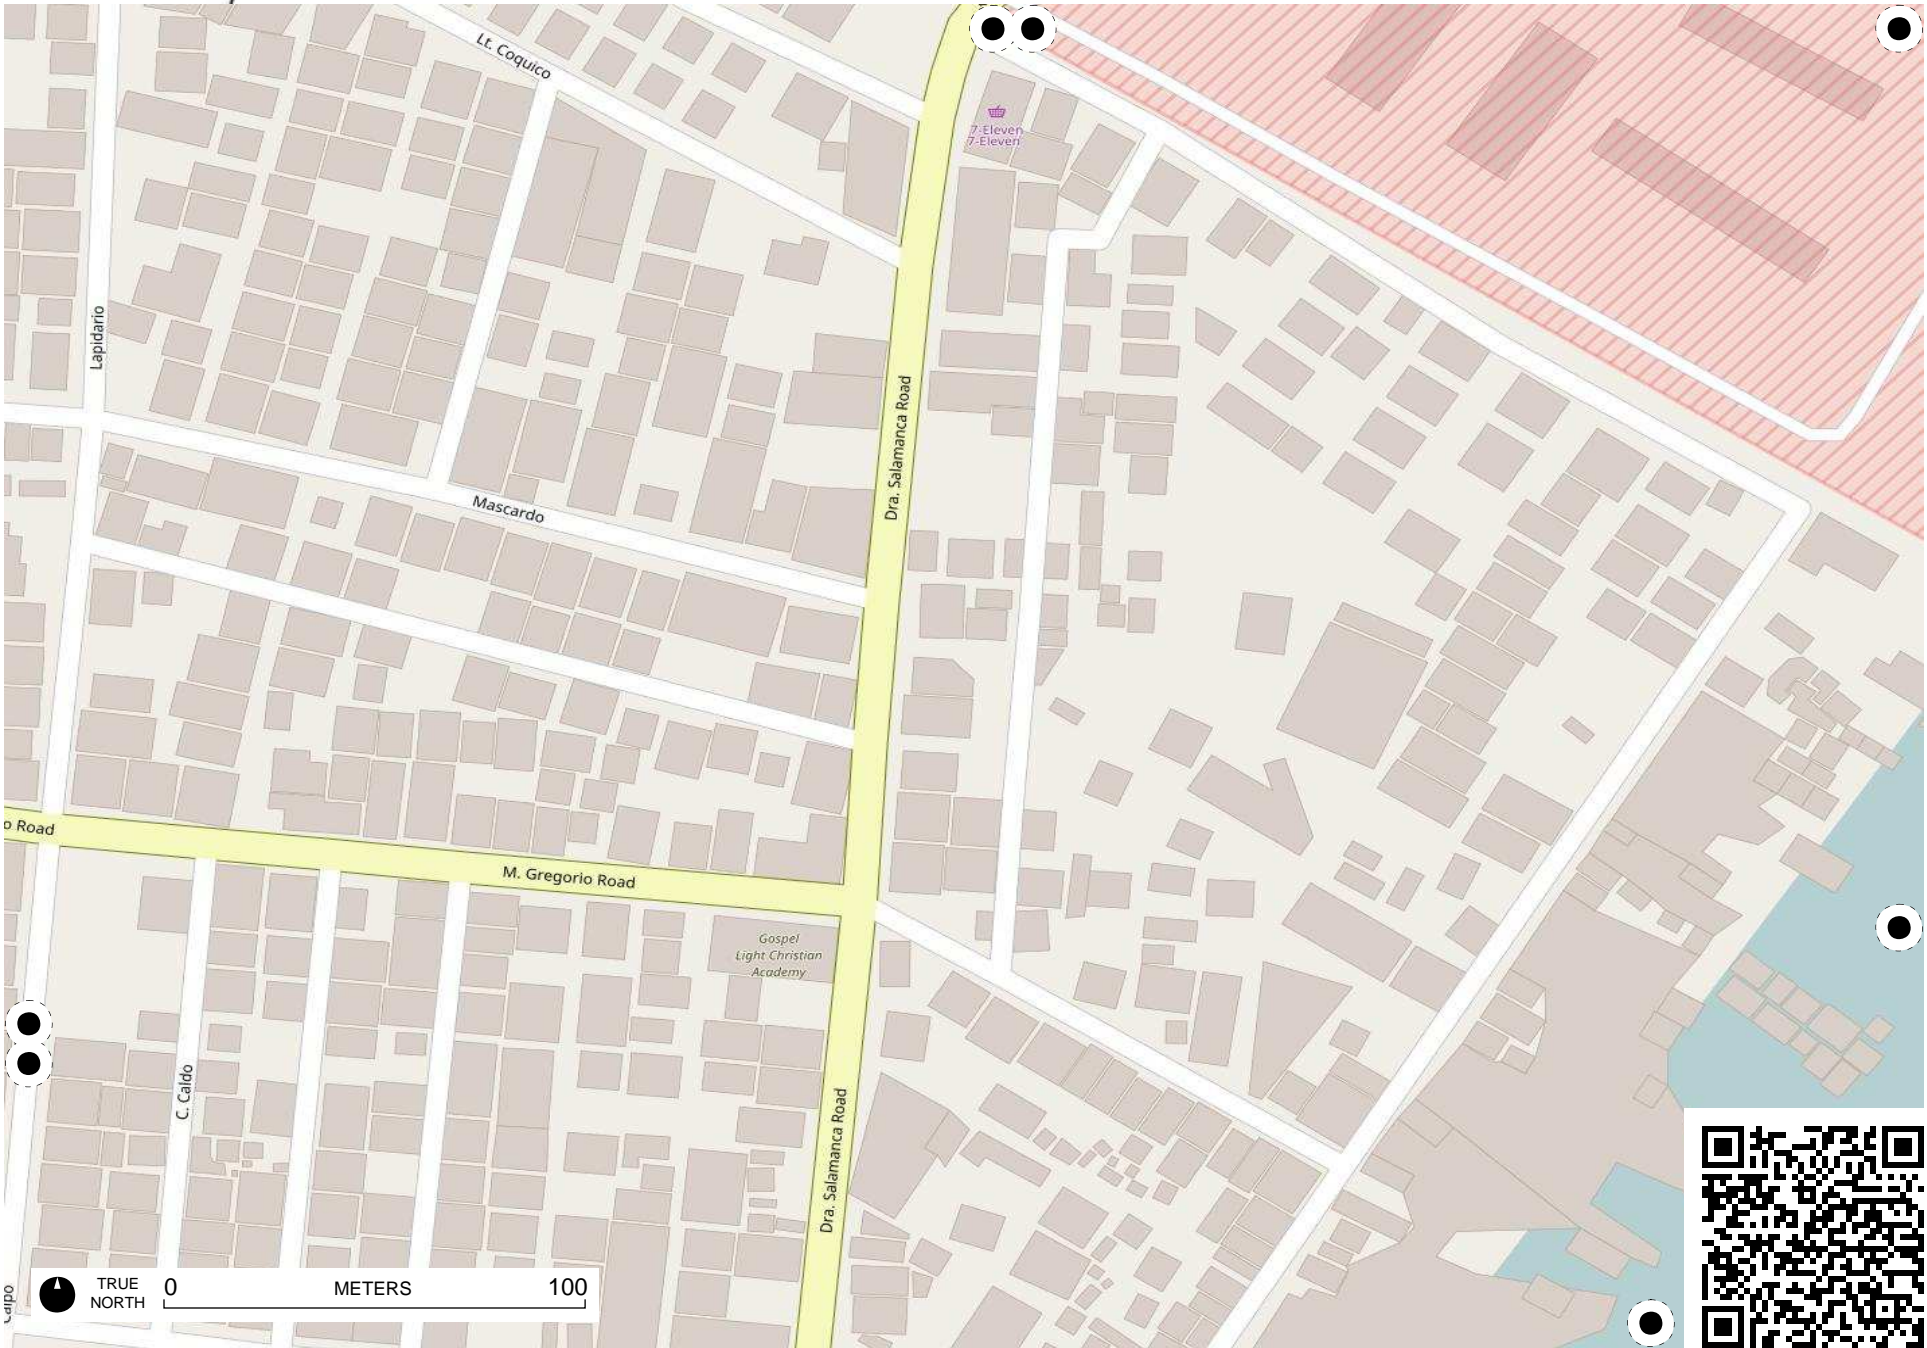 Lt. Coquico
7-Eleven
7-Eleven
Lapidario
Dra. Salamanca Road
Mascardo
o Road
M. Gregorio Road
Gospel
Light Christian
Academy
C. Caldo
Dra. Salamanca Road
TRUE
NORTH
0
METERS
100